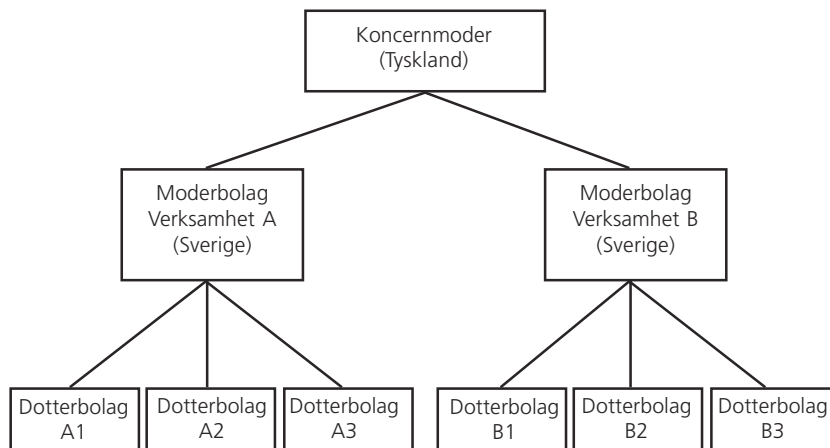 Koncernmoder
(Tyskland)
Moderbolag
Verksamhet A
(Sverige)
Moderbolag
Verksamhet B
(Sverige)
Dotterbolag
A1
Dotterbolag
A2
Dotterbolag
A3
Dotterbolag
B1
Dotterbolag
B2
Dotterbolag
B3